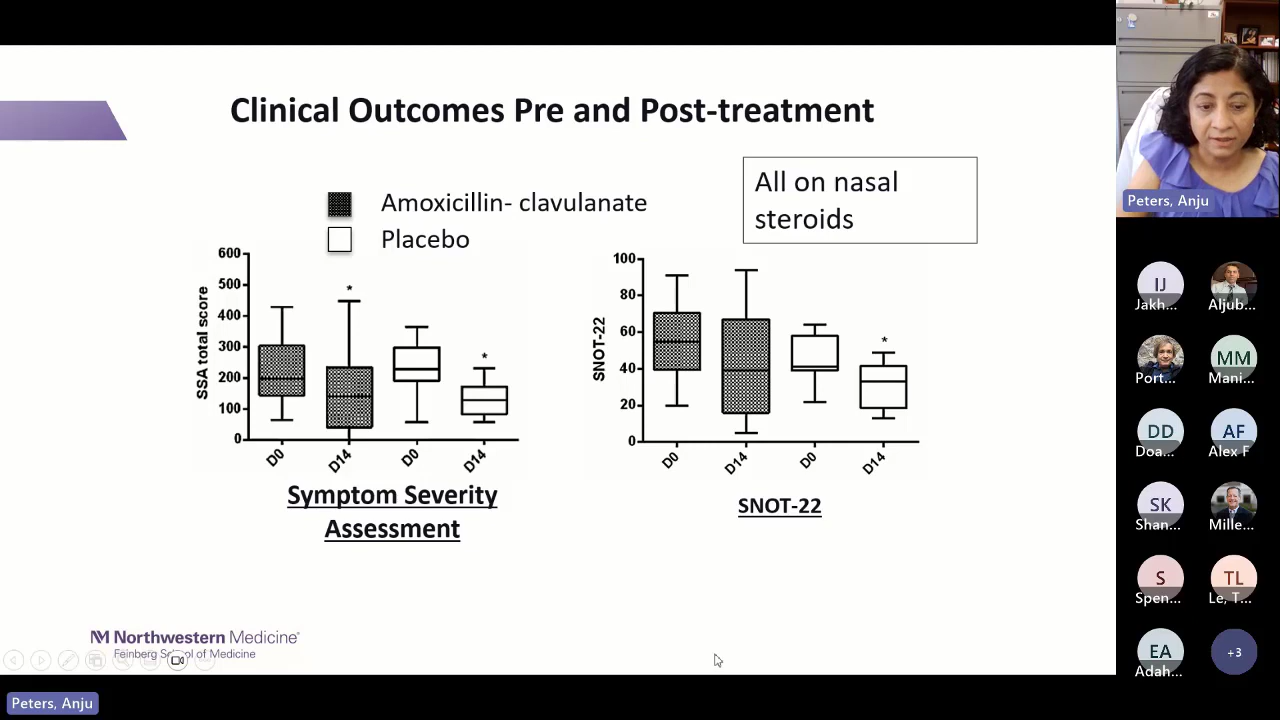 Clinical Outcomes Pre and Post-treatment
All on nasal
steroids
Amoxicillin- clavulanate
Placebo
600
500
400
300
200
100
0
SSA total score
*
*
D0
D14
D0
D14
Symptom Severity
Assessment
100
80
60
40
20
0
SNOT-22
*
D0
D14
D0
D14
SNOT-22
Northwestern Medicine®
Feinberg School of Medicine
Peters, Anju
Peters, Anju
IJ
Jakh...
Aljub...
Port...
MM
Mani...
DD
Doa...
AF
Alex F
SK
Shan...
Mille...
S
Spen...
TL
Le, T...
EA
Adah...
+3